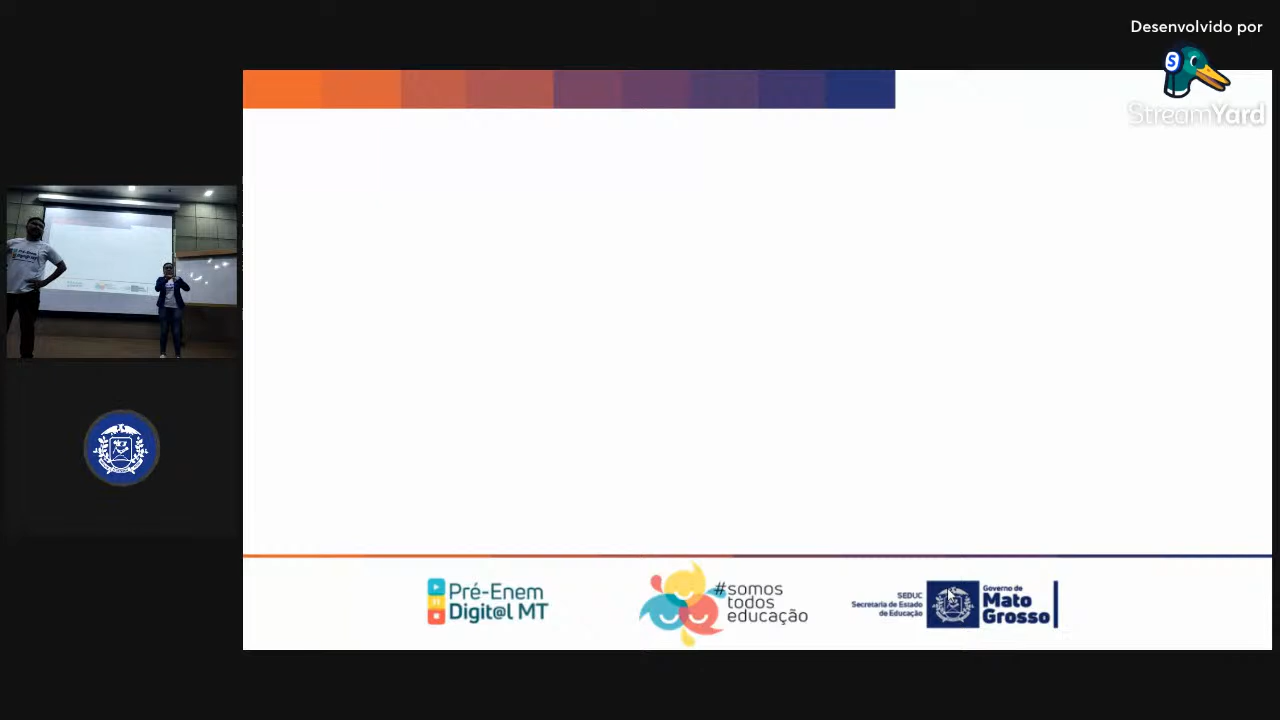 Desenvolvido por
StreamYard
Pré-Enem
Digit@l MT
#somos
todos
educação
SEDUC
Secretaria de Estado
de Educação
Governo de
Mato
Grosso